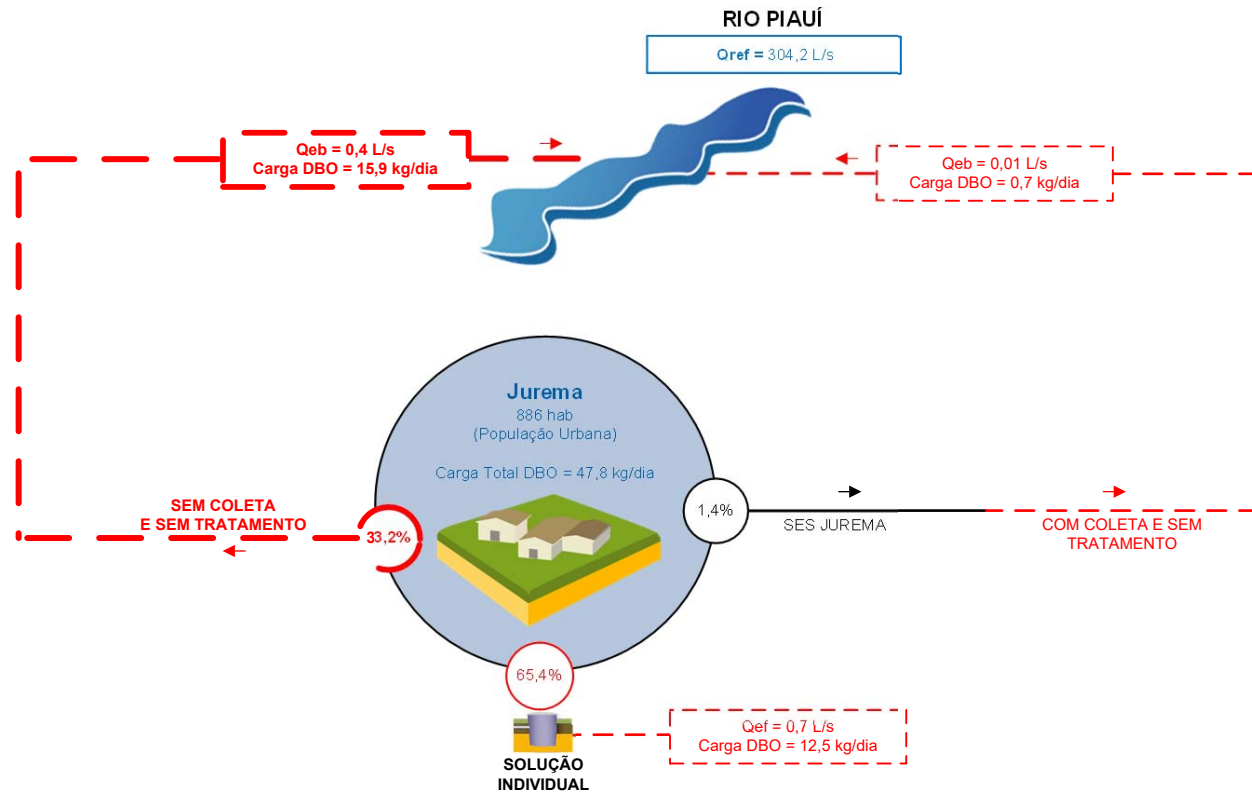 RIO PIAUÍ
Qref = 304,2 L/s
Qeb = 0,4 L/s
Carga DBO = 15,9 kg/dia
Qeb = 0,01 L/s
Carga DBO = 0,7 kg/dia
Jurema
886 hab
(População Urbana)
Carga Total DBO = 47,8 kg/dia
SEM COLETA
E SEM TRATAMENTO
33,2%
1,4%
SES JUREMA
COM COLETA E SEM
TRATAMENTO
65,4%
Qef = 0,7 L/s
Carga DBO = 12,5 kg/dia
SOLUÇÃO
INDIVIDUAL